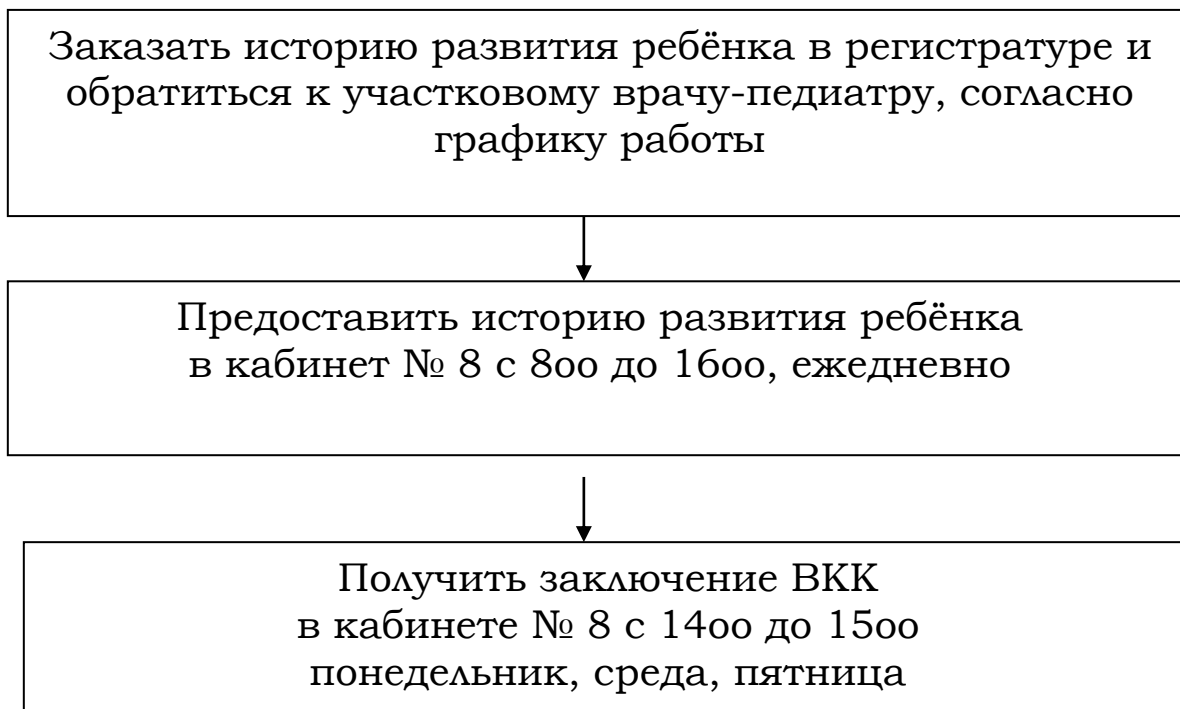 Заказать историю развития ребёнка в регистратуре и
обратиться к участковому врачу-педиатру, согласно
графику работы
Предоставить историю развития ребёнка
в кабинет № 8 с 8оо до 16оо, ежедневно
Получить заключение ВКК
в кабинете № 8 с 14оо до 15оо
понедельник, среда, пятница